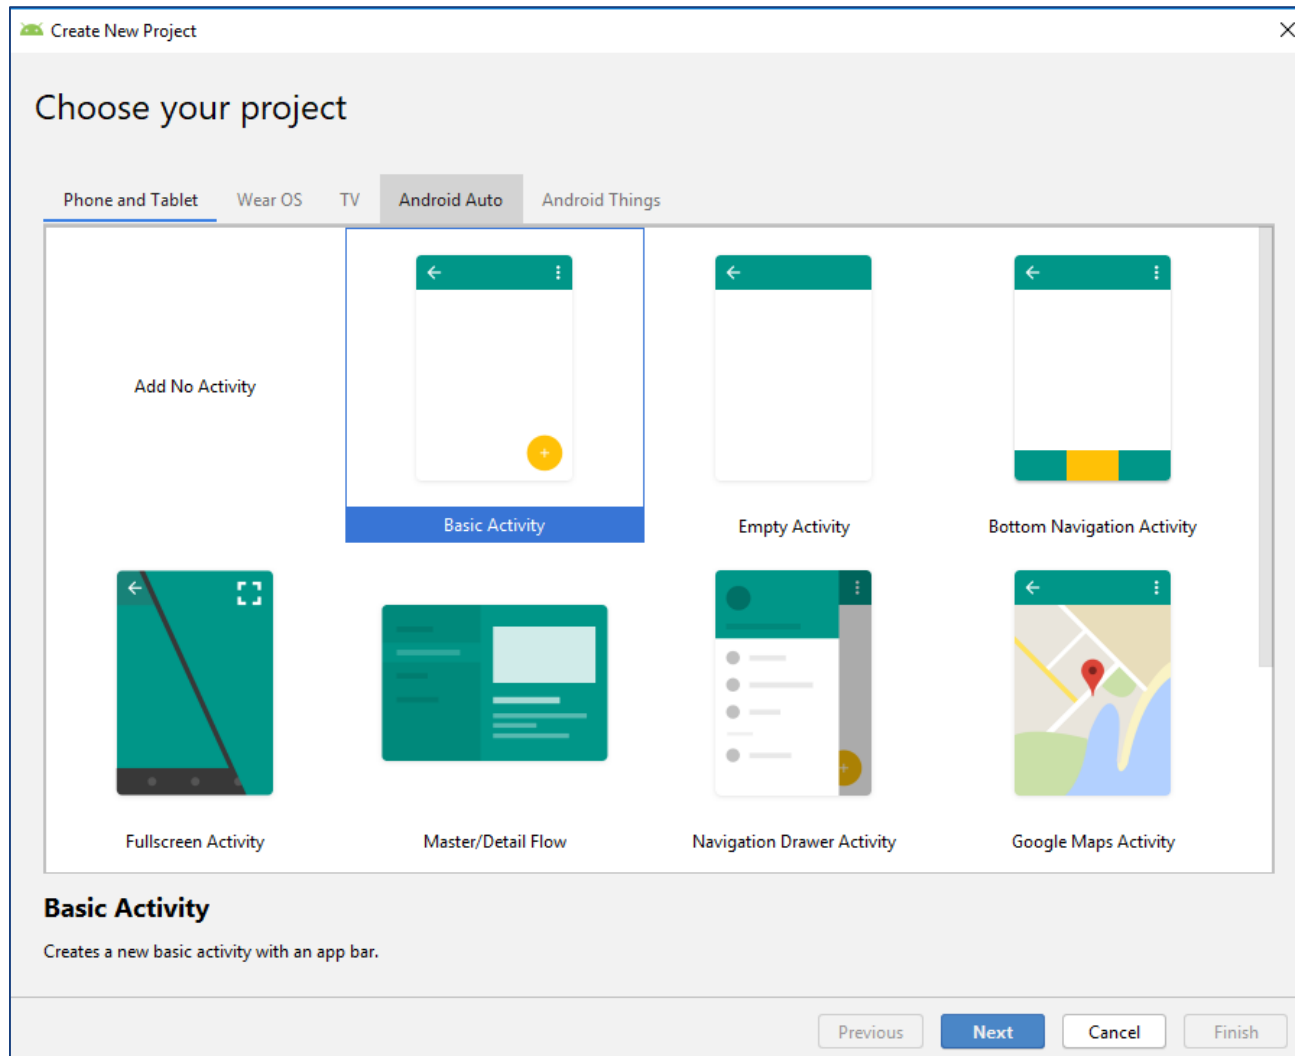 Create New Project
Choose your project
Phone and Tablet Wear OS TV Android Auto Android Things
Add No Activity
Basic Activity
Empty Activity
Bottom Navigation Activity
Fullscreen Activity
Master/Detail Flow
Navigation Drawer Activity
Google Maps Activity
Basic Activity
Creates a new basic activity with an app bar.
Previous Next Cancel Finish